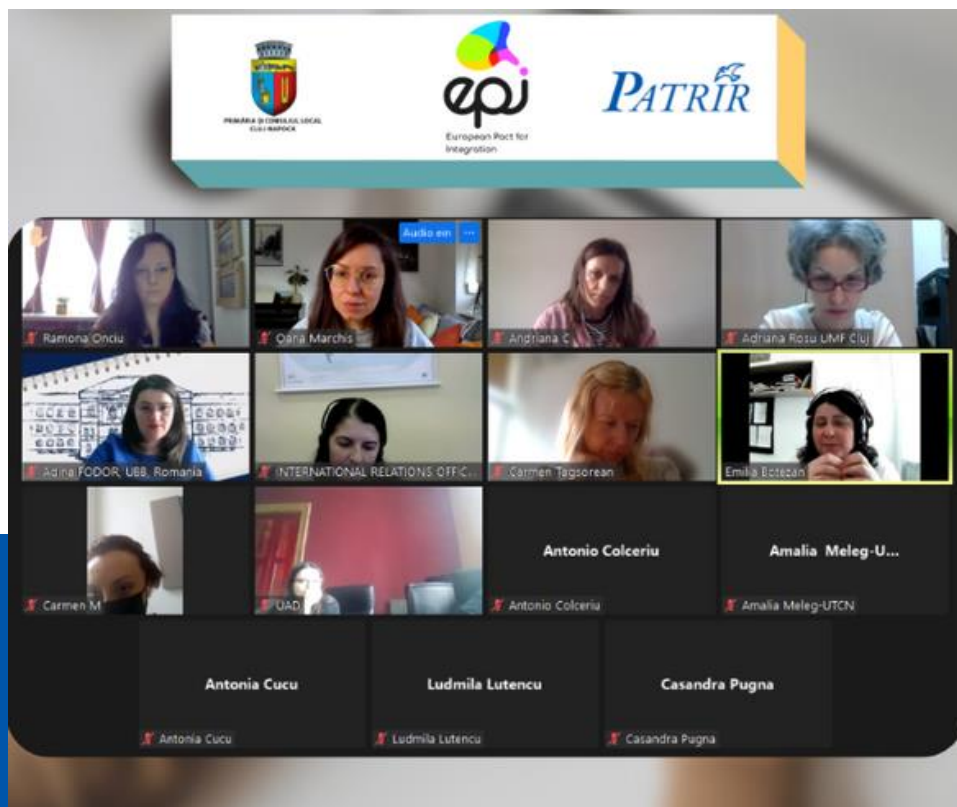 PRIMĂRIA ȘI CONSILIUL LOCAL
CLUJ-NAPOCA
epi
European Pact for
Integration
PATRIR
Audio em
Ramona Onciu
Oana Marchis
Andriana C
Adriana Rosu UMF Cluj
Adina FODOR, UBB, Romania
INTERNATIONAL RELATIONS OFFIC...
Carmen Tagsorean
Emilia Botezan
Carmen M
UAD
Antonio Colceriu
Antonio Colceriu
Amalia Meleg-U...
Amalia Meleg-UTCN
Antonia Cucu
Antonia Cucu
Ludmila Lutencu
Ludmila Lutencu
Casandra Pugna
Casandra Pugna